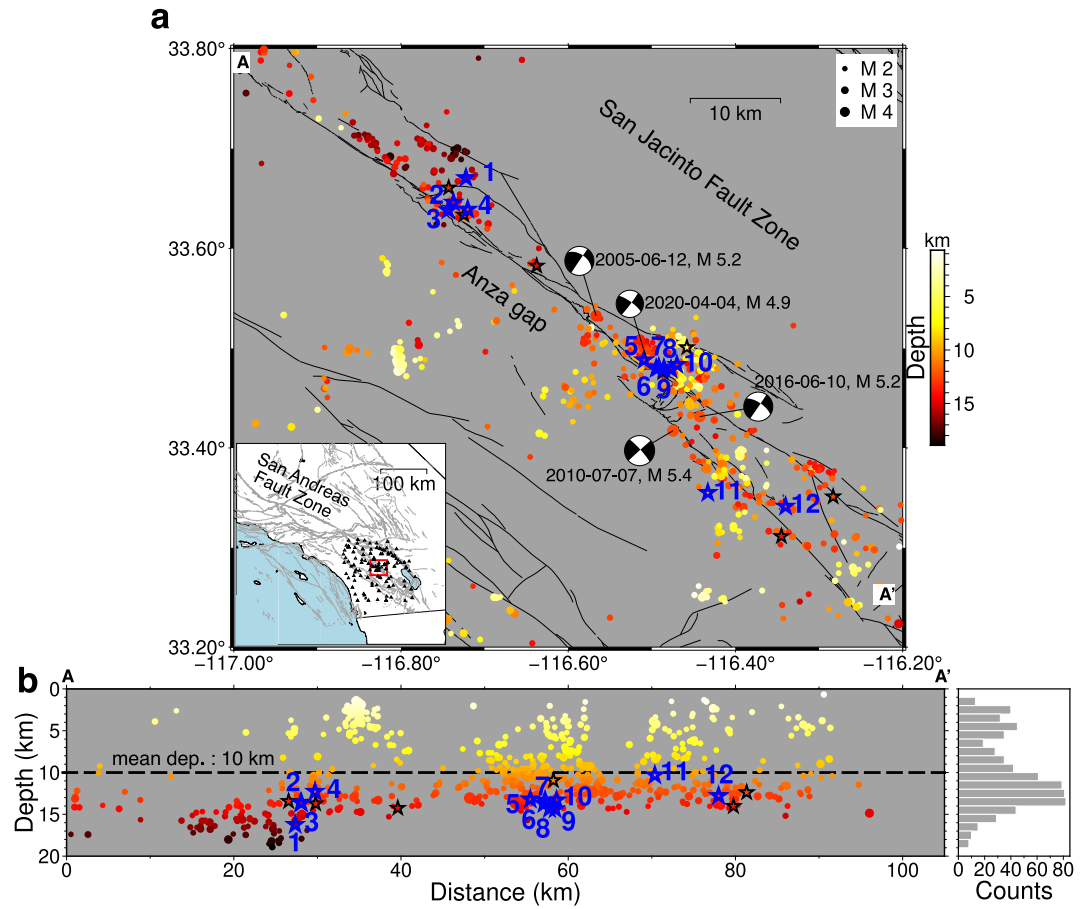 a
33.80°
33.60°
33.40°
33.20°
−117.00°
−116.80°
−116.60°
−116.40°
−116.20°
A
A’
M 2
M 3
M 4
10 km
San Jacinto Fault Zone
Anza gap
1
2
3
4
2005-06-12, M 5.2
2020-04-04, M 4.9
5
7
8
10
6
9
2016-06-10, M 5.2
2010-07-07, M 5.4
11
12
km
5
10
15
Depth
San Andreas
Fault Zone
100 km
b
A
A’
0
5
10
15
20
Depth (km)
mean dep. : 10 km
2
4
3
1
7
5
10
6
8
9
11
12
0
20
40
60
80
100
Distance (km)
0
20
40
60
80
Counts